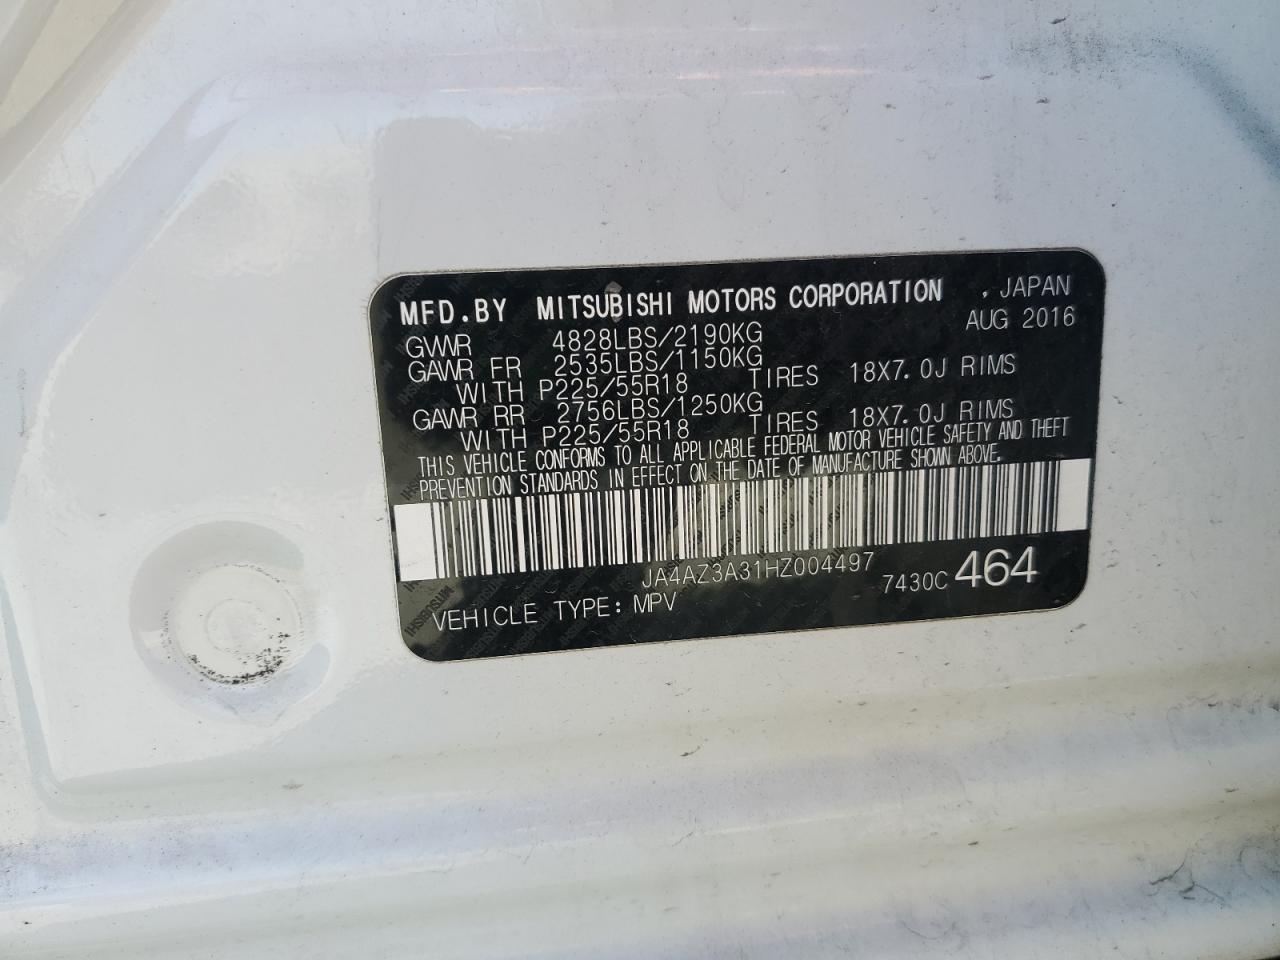 MFD.BY MITSUBISHI MOTORS CORPORATION , JAPAN
AUG 2016
GVWR 4828LBS/2190KG
GAWR FR 2535LBS/1150KG
WITH P225/55R18 TIRES 18X7.0J RIMS
GAWR RR 2756LBS/1250KG
WITH P225/55R18 TIRES 18X7.0J RIMS
THIS VEHICLE CONFORMS TO ALL APPLICABLE FEDERAL MOTOR VEHICLE SAFETY AND THEFT
PREVENTION STANDARDS IN EFFECT ON THE DATE OF MANUFACTURE SHOWN ABOVE.
JA4AZ3A31HZ004497
VEHICLE TYPE: MPV 7430C 464